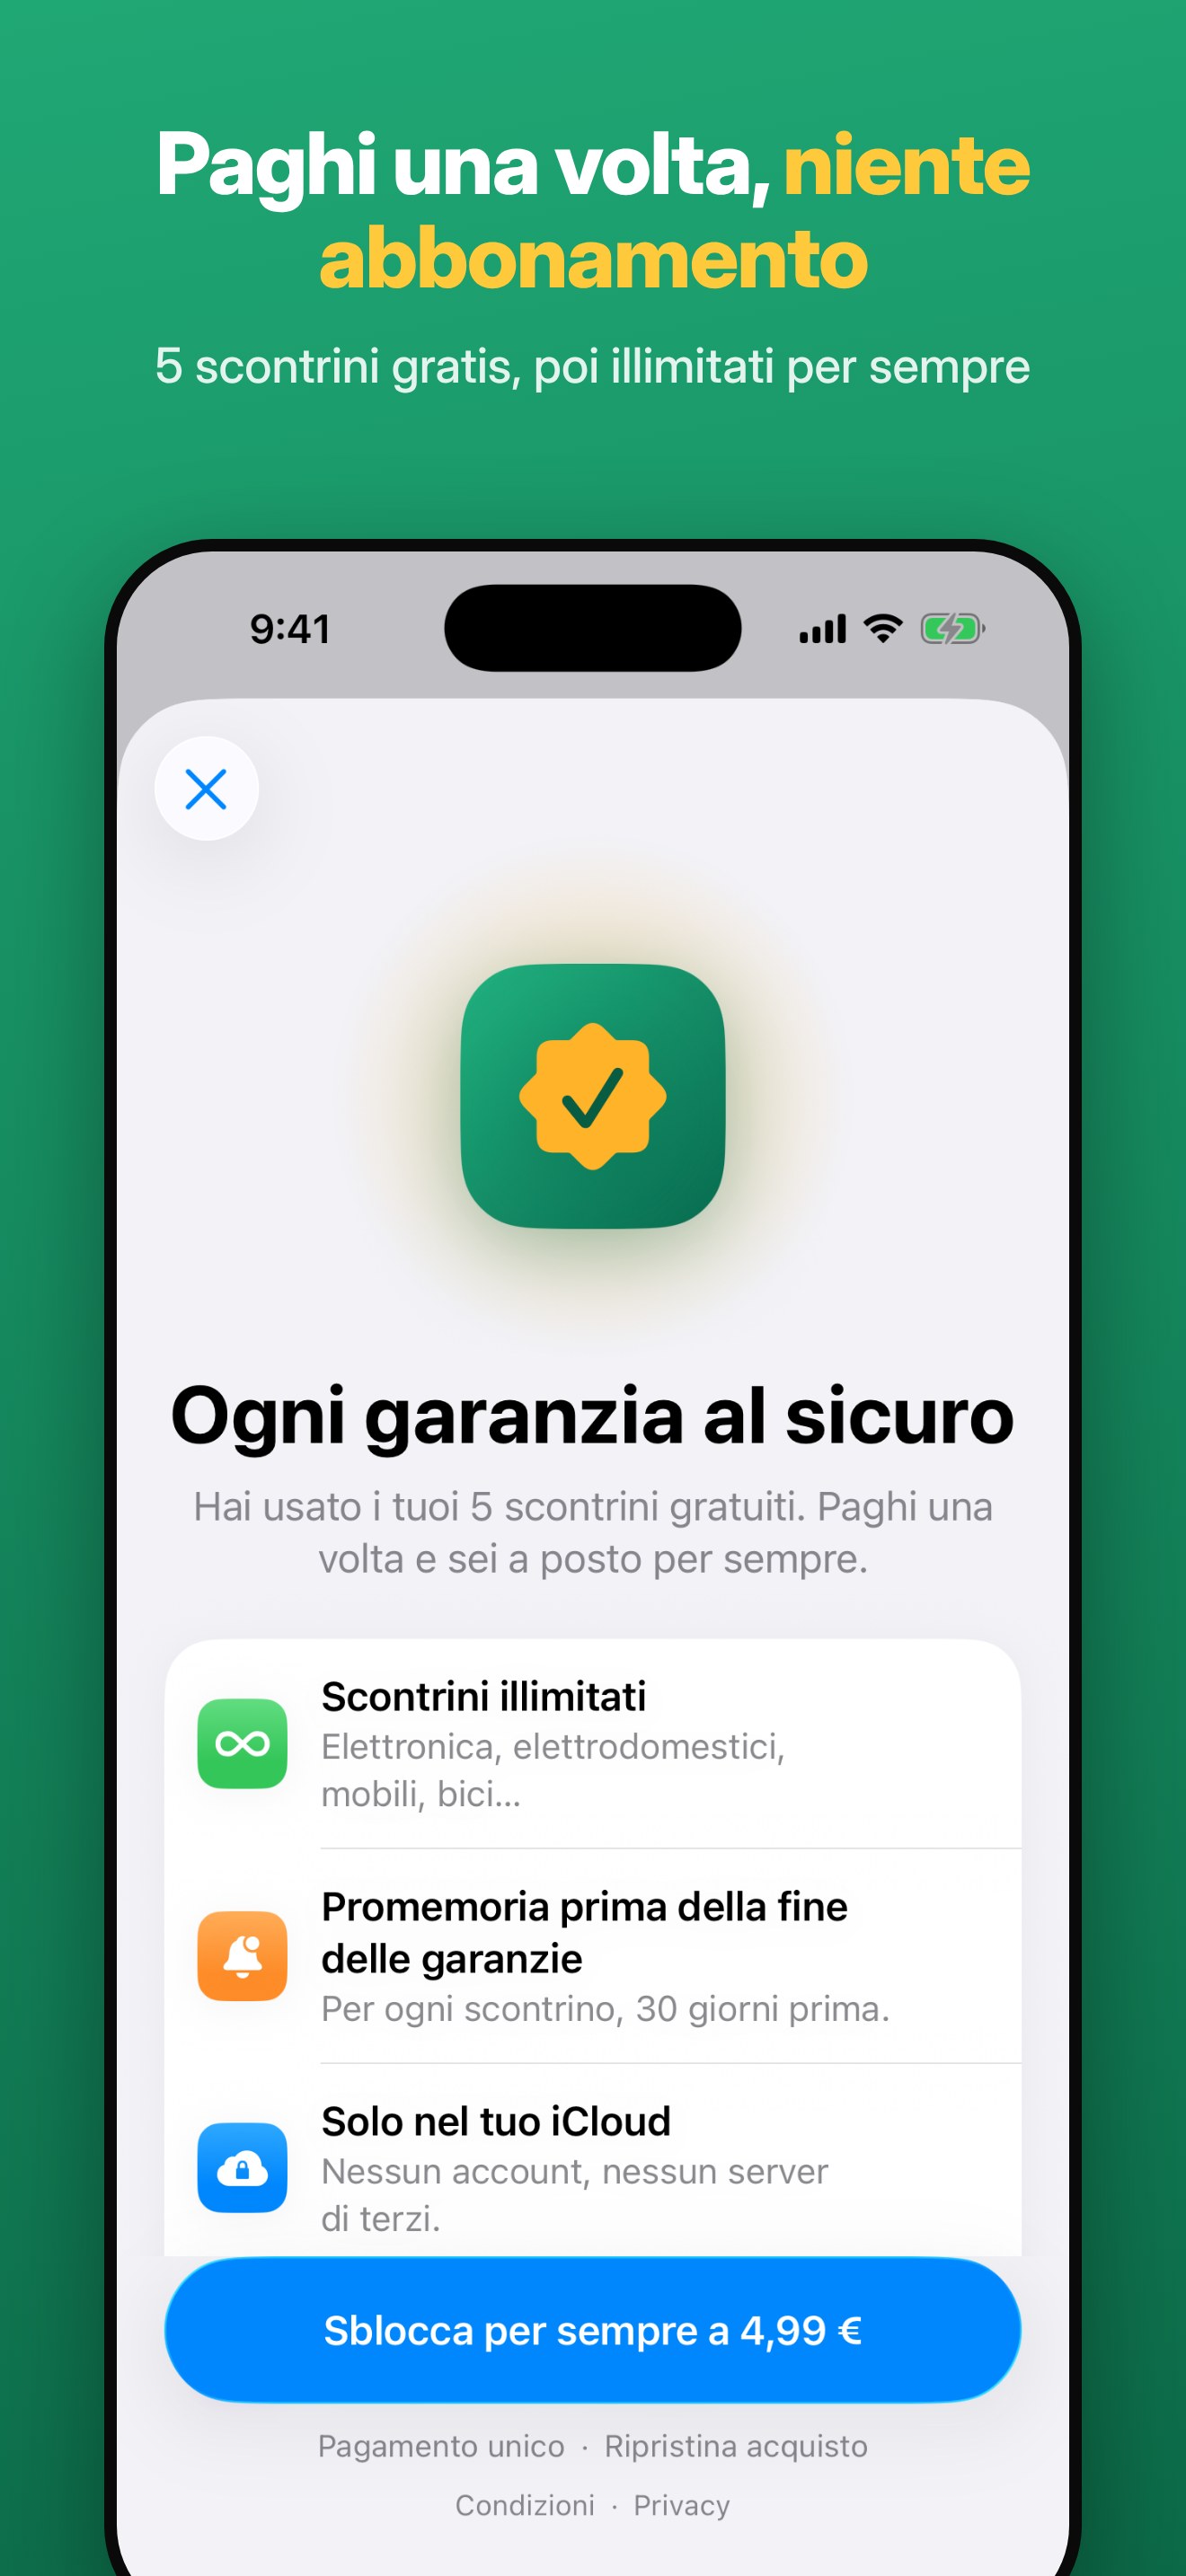 Paghi una volta, niente
abbonamento
5 scontrini gratis, poi illimitati per sempre
9:41
Ogni garanzia al sicuro
Hai usato i tuoi 5 scontrini gratuiti. Paghi una
volta e sei a posto per sempre.
Scontrini illimitati
Elettronica, elettrodomestici,
mobili, bici...
Promemoria prima della fine
delle garanzie
Per ogni scontrino, 30 giorni prima.
Solo nel tuo iCloud
Nessun account, nessun server
di terzi.
Sblocca per sempre a 4,99 €
Pagamento unico · Ripristina acquisto
Condizioni · Privacy